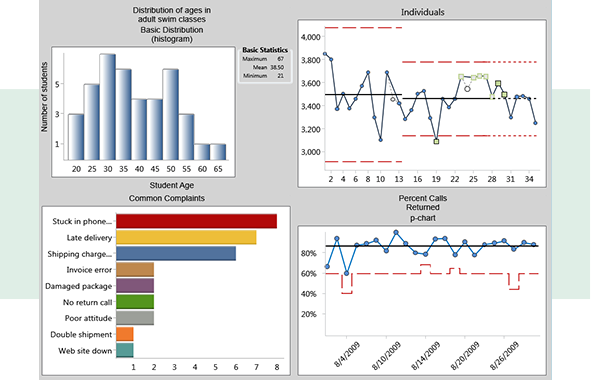 Distribution of ages in
adult swim classes
Basic Distribution
(histogram)
Basic Statistics
Maximum 67
Mean 38.50
Minimum 21
Number of students
5
3
1
20 25 30 35 40 45 50 55 60 65
Student Age
Individuals
4,000
3,800
3,600
3,400
3,200
3,000
2 4 6 8 10 13 14 16 18 20 22 25 28 30 31 34
Common Complaints
Stuck in phone...
Late delivery
Shipping charge...
Invoice error
Damaged package
No return call
Poor attitude
Double shipment
Web site down
1 2 3 4 5 6 7 8
Percent Calls
Returned
p-chart
80%
60%
40%
20%
8/4/2009 8/10/2009 8/14/2009 8/20/2009 8/26/2009